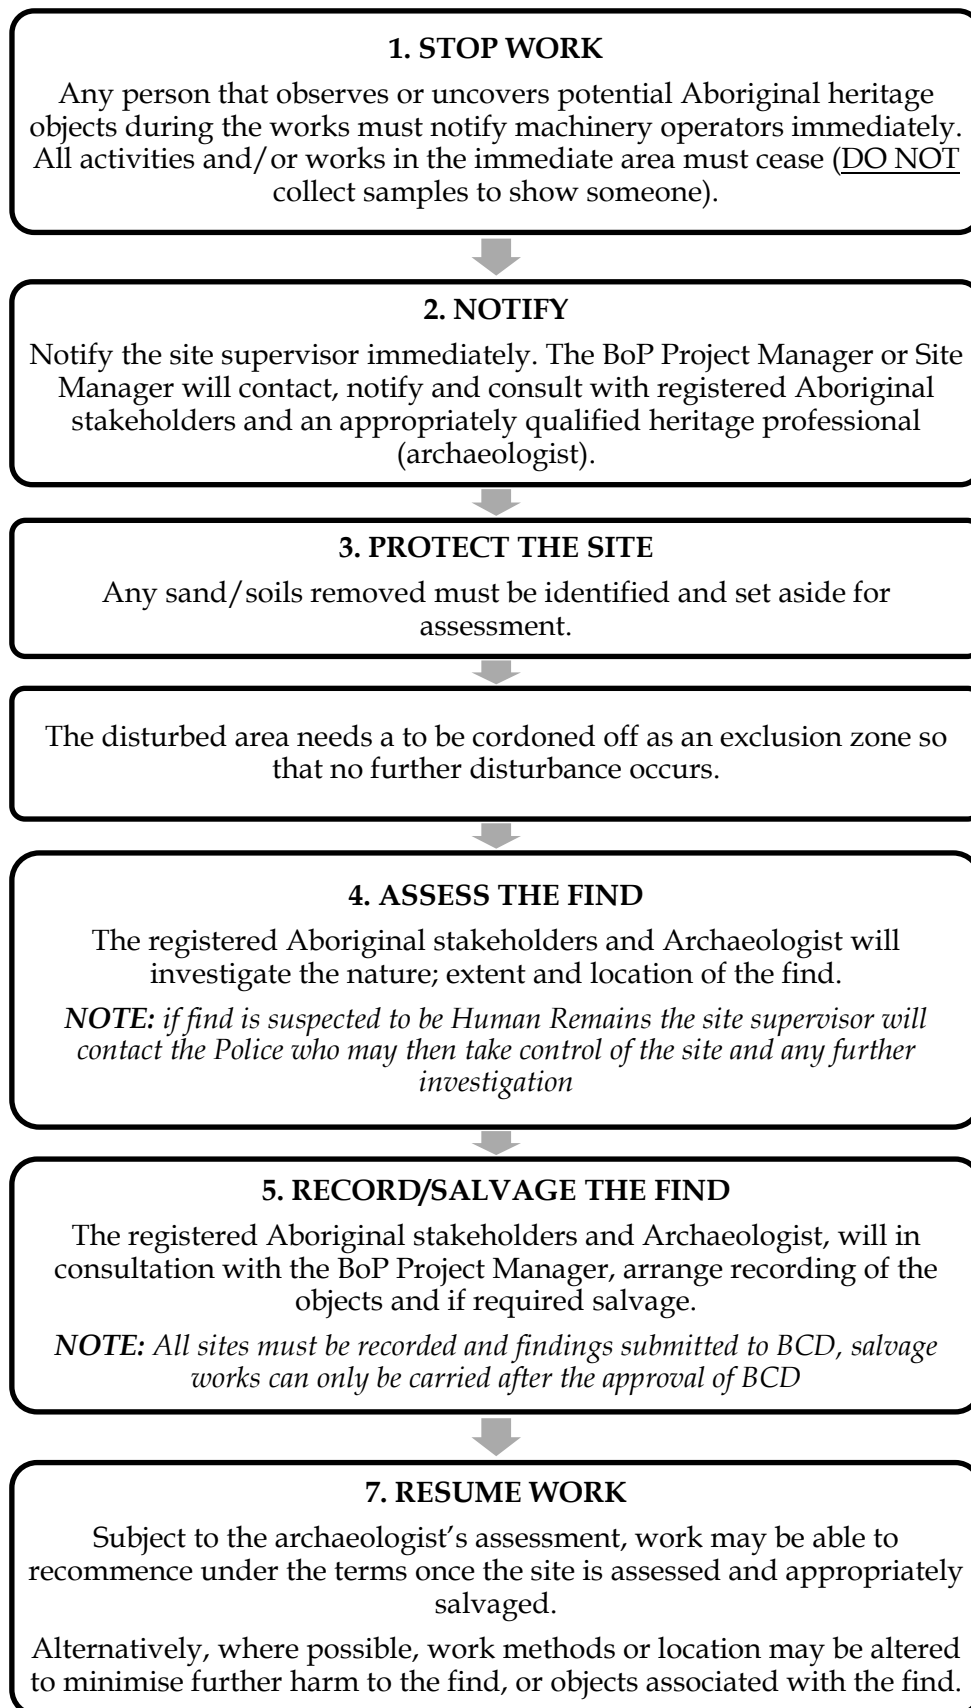 1. STOP WORK
Any person that observes or uncovers potential Aboriginal heritage
objects during the works must notify machinery operators immediately.
All activities and/or works in the immediate area must cease (DO NOT
collect samples to show someone).
2. NOTIFY
Notify the site supervisor immediately. The BoP Project Manager or Site
Manager will contact, notify and consult with registered Aboriginal
stakeholders and an appropriately qualified heritage professional
(archaeologist).
3. PROTECT THE SITE
Any sand/soils removed must be identified and set aside for
assessment.
The disturbed area needs a to be cordoned off as an exclusion zone so
that no further disturbance occurs.
4. ASSESS THE FIND
The registered Aboriginal stakeholders and Archaeologist will
investigate the nature; extent and location of the find.
NOTE: if find is suspected to be Human Remains the site supervisor will
contact the Police who may then take control of the site and any further
investigation
5. RECORD/SALVAGE THE FIND
The registered Aboriginal stakeholders and Archaeologist, will in
consultation with the BoP Project Manager, arrange recording of the
objects and if required salvage.
NOTE: All sites must be recorded and findings submitted to BCD, salvage
works can only be carried after the approval of BCD
7. RESUME WORK
Subject to the archaeologist's assessment, work may be able to
recommence under the terms once the site is assessed and appropriately
salvaged.
Alternatively, where possible, work methods or location may be altered
to minimise further harm to the find, or objects associated with the find.